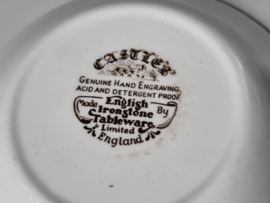 CASTLES
GENUINE HAND ENGRAVING
ACID AND DETERGENT PROOF
Made English By
Ironstone
Tableware
Limited
England